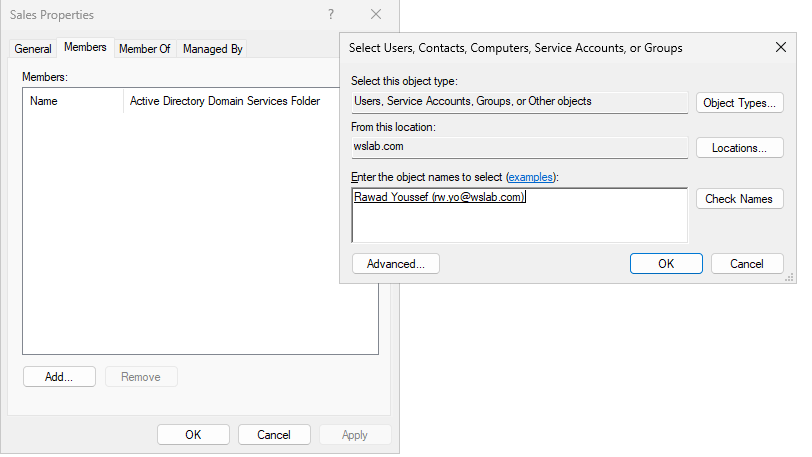 Sales Properties
?
General Members Member Of Managed By
Members:
Name Active Directory Domain Services Folder
Add... Remove
OK Cancel Apply
Select Users, Contacts, Computers, Service Accounts, or Groups
Select this object type:
Users, Service Accounts, Groups, or Other objects Object Types...
From this location:
wslab.com Locations...
Enter the object names to select (examples):
Rawad Youssef (rw.yo@wslab.com) Check Names
Advanced... OK Cancel